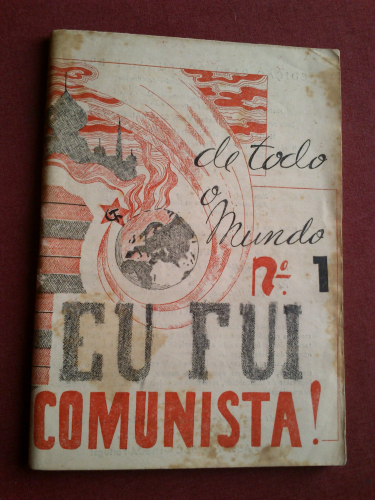 de todo
o
Mundo
nº. 1
EU FUI
COMUNISTA!